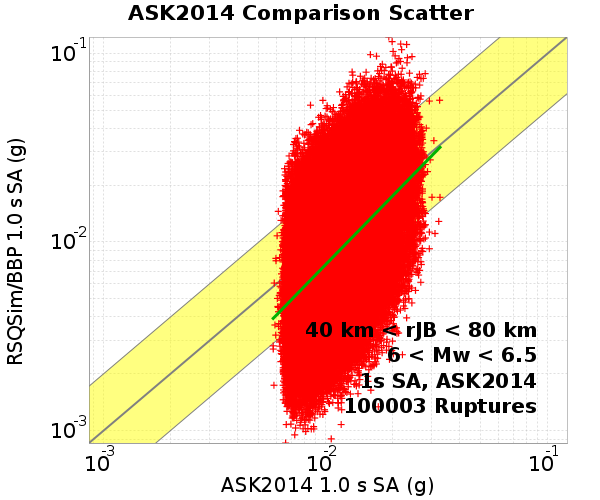 ASK2014 Comparison Scatter
RSQSim/BBP 1.0 s SA (g)
10-1
10-2
10-3
40 km < rJB < 80 km
6 < Mw < 6.5
1s SA, ASK2014
100003 Ruptures
10-3 10-2 10-1
ASK2014 1.0 s SA (g)